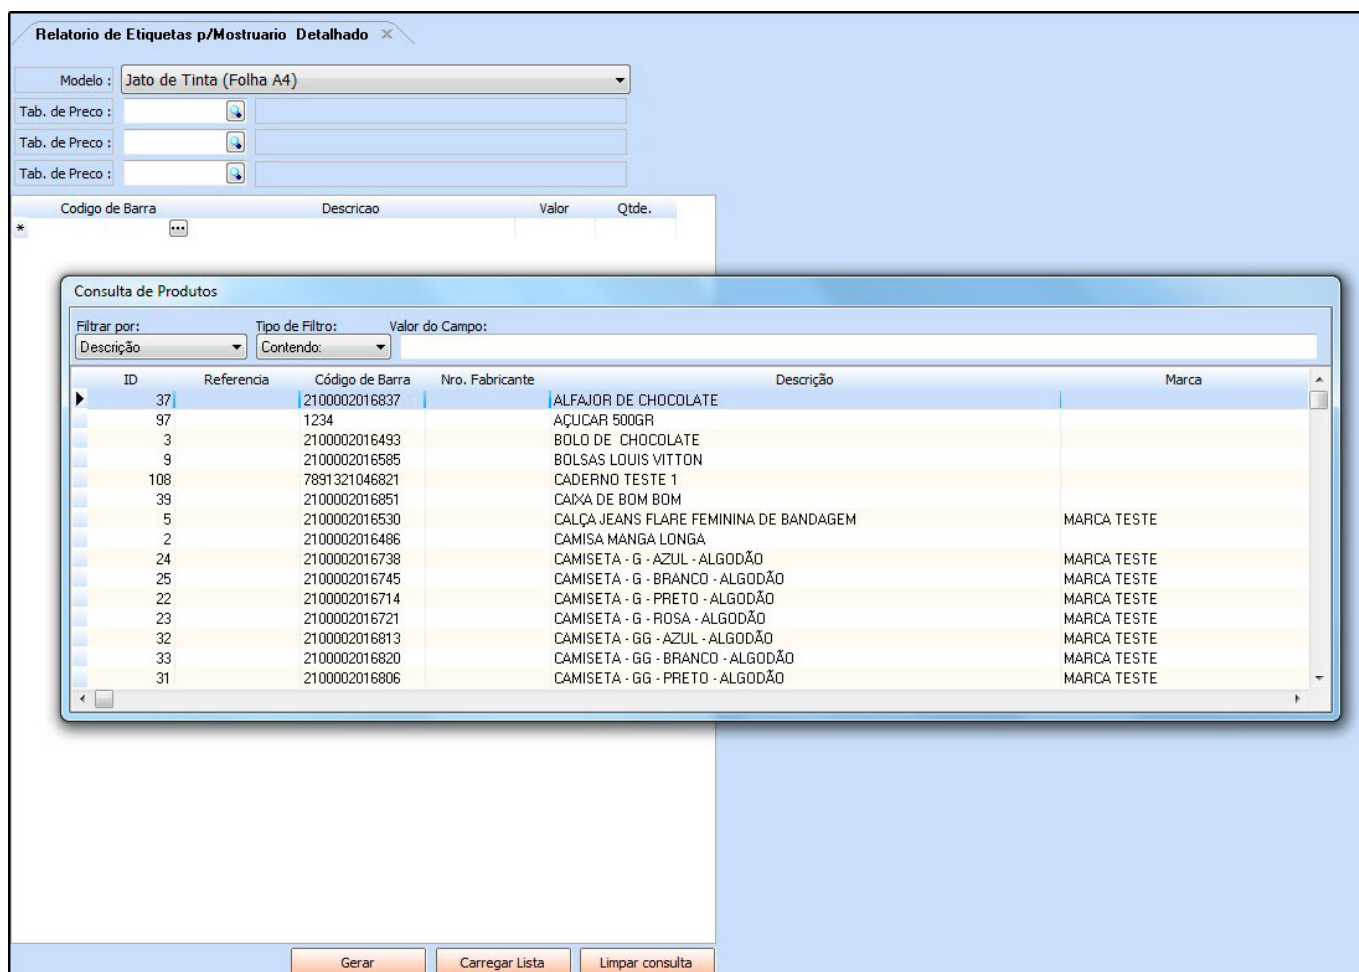 Relatorio de Etiquetas p/Mostruario Detalhado
Modelo : Jato de Tinta (Folha A4)
Tab. de Preco :
Tab. de Preco :
Tab. de Preco :
Codigo de Barra Descricao Valor Qtde.
*
Consulta de Produtos
Filtrar por: Tipo de Filtro: Valor do Campo:
Descrição Contendo:
ID Referencia Código de Barra Nro. Fabricante Descrição Marca
37 2100002016837 ALFAJOR DE CHOCOLATE
97 1234 AÇUCAR 500GR
3 2100002016493 BOLO DE CHOCOLATE
9 2100002016585 BOLSAS LOUIS VITTON
108 7891321046821 CADERNO TESTE 1
39 2100002016851 CAIXA DE BOM BOM
5 2100002016530 CALÇA JEANS FLARE FEMININA DE BANDAGEM MARCA TESTE
2 2100002016486 CAMISA MANGA LONGA
24 2100002016738 CAMISETA - G - AZUL - ALGODÃO MARCA TESTE
25 2100002016745 CAMISETA - G - BRANCO - ALGODÃO MARCA TESTE
22 2100002016714 CAMISETA - G - PRETO - ALGODÃO MARCA TESTE
23 2100002016721 CAMISETA - G - ROSA - ALGODÃO MARCA TESTE
32 2100002016813 CAMISETA - GG - AZUL - ALGODÃO MARCA TESTE
33 2100002016820 CAMISETA - GG - BRANCO - ALGODÃO MARCA TESTE
31 2100002016806 CAMISETA - GG - PRETO - ALGODÃO MARCA TESTE
Gerar Carregar Lista Limpar consulta